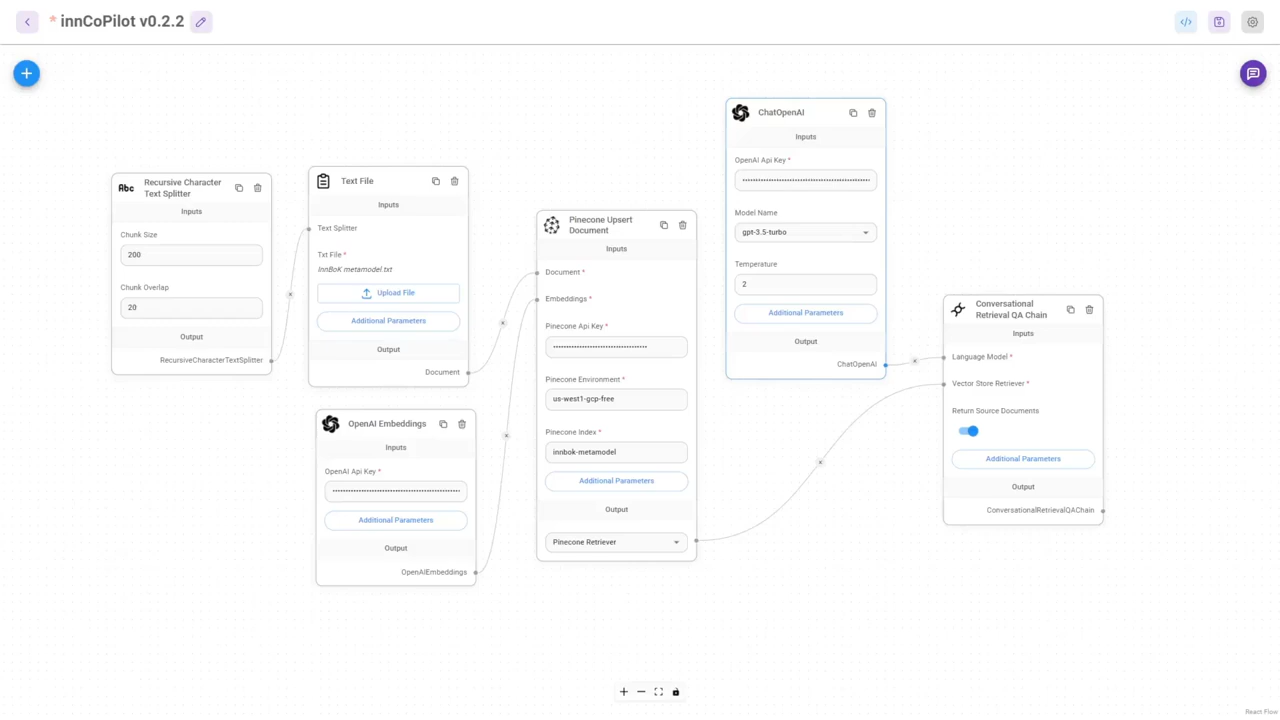 * innCoPilot v0.2.2
Abc
Recursive Character
Text Splitter
Inputs
Chunk Size
200
Chunk Overlap
20
Output
RecursiveCharacterTextSplitter
Text File
Inputs
Text Splitter
Txt File *
InnBoK metamodel.txt
Upload File
Additional Parameters
Output
Document
OpenAI Embeddings
Inputs
OpenAI Api Key *
Additional Parameters
Output
OpenAIEmbeddings
Pinecone Upsert
Document
Inputs
Document *
Embeddings *
Pinecone Api Key *
Pinecone Environment *
us-west1-gcp-free
Pinecone Index *
innbok-metamodel
Additional Parameters
Output
Pinecone Retriever
ChatOpenAI
Inputs
OpenAI Api Key *
Model Name
gpt-3.5-turbo
Temperature
2
Additional Parameters
Output
ChatOpenAI
Conversational
Retrieval QA Chain
Inputs
Language Model *
Vector Store Retriever *
Return Source Documents
Additional Parameters
Output
ConversationalRetrievalQAChain
React Flow